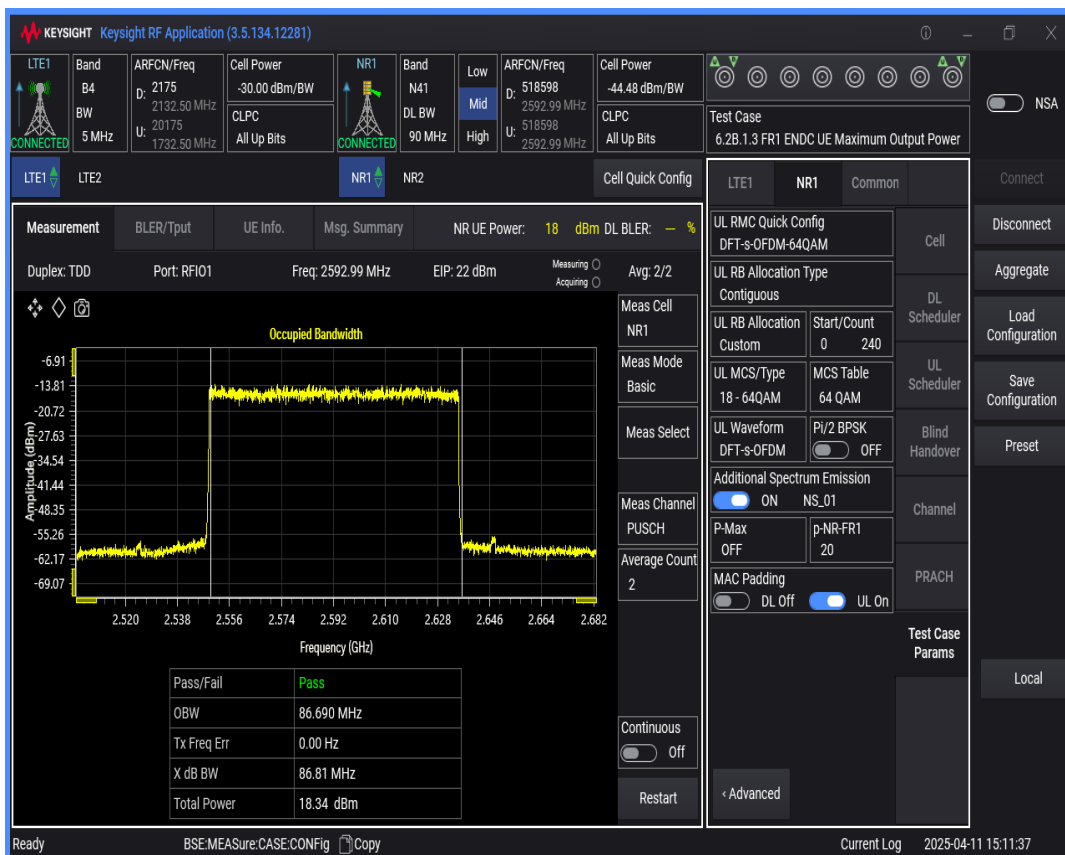 KEYSIGHT Keysight RF Application (3.5.134.12281)
LTE1
CONNECTED
Band
B4
BW
5 MHz
ARFCN/Freq
D: 2175
2132.50 MHz
U: 20175
1732.50 MHz
Cell Power
-30.00 dBm/BW
CLPC
All Up Bits
NR1
CONNECTED
Band
N41
DL BW
90 MHz
Low
Mid
High
ARFCN/Freq
D: 518598
2592.99 MHz
U: 518598
2592.99 MHz
Cell Power
-44.48 dBm/BW
CLPC
All Up Bits
Test Case
6.2B.1.3 FR1 ENDC UE Maximum Output Power
NSA
LTE1 LTE2 NR1 NR2 Cell Quick Config
Measurement BLER/Tput UE Info. Msg. Summary NR UE Power: 18 dBm DL BLER: — %
Duplex: TDD Port: RFIO1 Freq: 2592.99 MHz EIP: 22 dBm Measuring Acquiring Avg: 2/2
Occupied Bandwidth
Amplitude (dBm)
-6.91
-13.81
-20.72
-27.63
-34.54
-41.44
-48.35
-55.26
-62.17
-69.07
2.520 2.538 2.556 2.574 2.592 2.610 2.628 2.646 2.664 2.682
Frequency (GHz)
Pass/Fail Pass
OBW 86.690 MHz
Tx Freq Err 0.00 Hz
X dB BW 86.81 MHz
Total Power 18.34 dBm
Meas Cell
NR1
Meas Mode
Basic
Meas Select
Meas Channel
PUSCH
Average Count
2
Continuous
Off
Restart
LTE1 NR1 Common
UL RMC Quick Config
DFT-s-OFDM-64QAM
UL RB Allocation Type
Contiguous
UL RB Allocation Start/Count
Custom 0 240
UL MCS/Type MCS Table
18 - 64QAM 64 QAM
UL Waveform Pi/2 BPSK
DFT-s-OFDM OFF
Additional Spectrum Emission
ON NS_01
P-Max p-NR-FR1
OFF 20
MAC Padding
DL Off UL On
‹ Advanced
Cell
DL
Scheduler
UL
Scheduler
Blind
Handover
Channel
PRACH
Test Case
Params
Connect
Disconnect
Aggregate
Load
Configuration
Save
Configuration
Preset
Local
Ready BSE:MEASure:CASE:CONFig Copy Current Log 2025-04-11 15:11:37